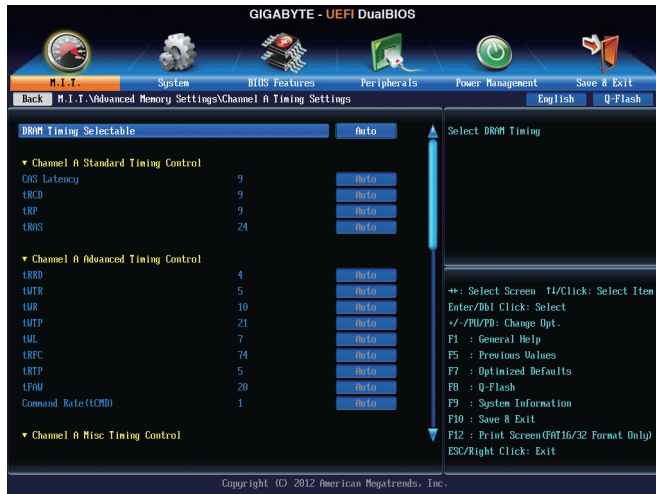 GIGABYTE - UEFI DualBIOS
M.I.T. System BIOS Features Peripherals Power Management Save & Exit
Back M.I.T.\Advanced Memory Settings\Channel A Timing Settings English Q-Flash
DRAM Timing Selectable Auto
Select DRAM Timing
▼ Channel A Standard Timing Control
CAS Latency 9 Auto
tRCD 9 Auto
tRP 9 Auto
tRAS 24 Auto
▼ Channel A Advanced Timing Control
tRRD 4 Auto
tWTR 5 Auto
tWR 10 Auto
tWTP 21 Auto
tWL 7 Auto
tRFC 74 Auto
tRTP 5 Auto
tFAW 20 Auto
Command Rate(tCMD) 1 Auto
▼ Channel A Misc Timing Control
→←: Select Screen ↑↓/Click: Select Item
Enter/Dbl Click: Select
+/-/PU/PD: Change Opt.
F1 : General Help
F5 : Previous Values
F7 : Optimized Defaults
F8 : Q-Flash
F9 : System Information
F10 : Save & Exit
F12 : Print Screen(FAT16/32 Format Only)
ESC/Right Click: Exit
Copyright (C) 2012 American Megatrends, Inc.